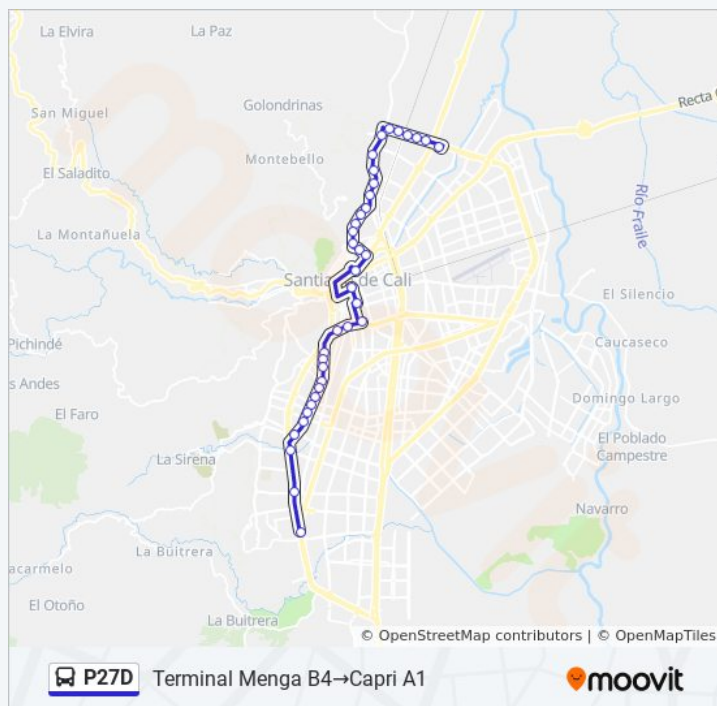 La Elvira
La Paz
Recta
San Miguel
Golondrinas
El Saladito
Montebello
Río Fraile
La Montañuela
Santiago de Cali
El Silencio
Pichindé
Caucaseco
s Andes
Domingo Largo
El Faro
La Sirena
El Poblado
Campestre
Navarro
La Buitrera
acarmelo
El Otoño
La Buitrera
© OpenStreetMap contributors | © OpenMapTiles
P27D Terminal Menga B4→Capri A1
moovit